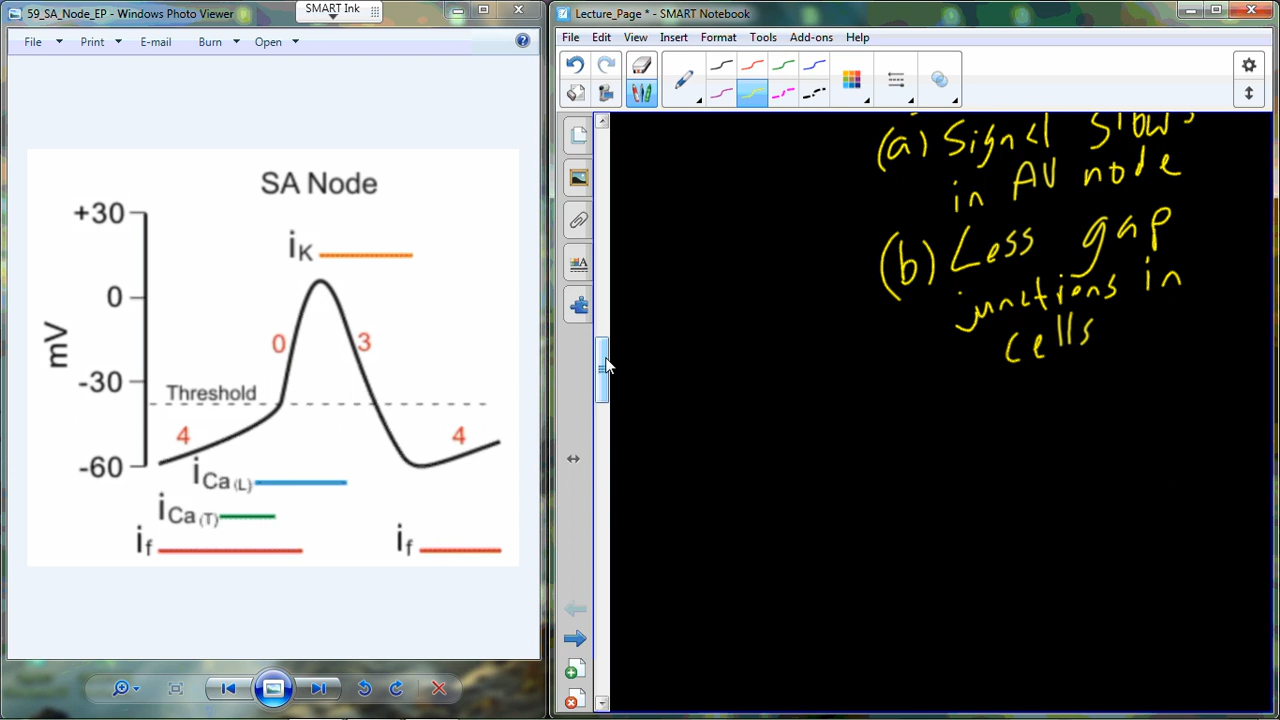 59_SA_Node_EP - Windows Photo Viewer
SMART Ink
File Print E-mail Burn Open
SA Node
+30
0
-30
-60
mV
iK
0
3
Threshold
4
4
iCa (L)
iCa (T)
if
if
Lecture_Page * - SMART Notebook
File Edit View Insert Format Tools Add-ons Help
(a) Signal slows
in AV node
(b) Less gap
junctions in
cells